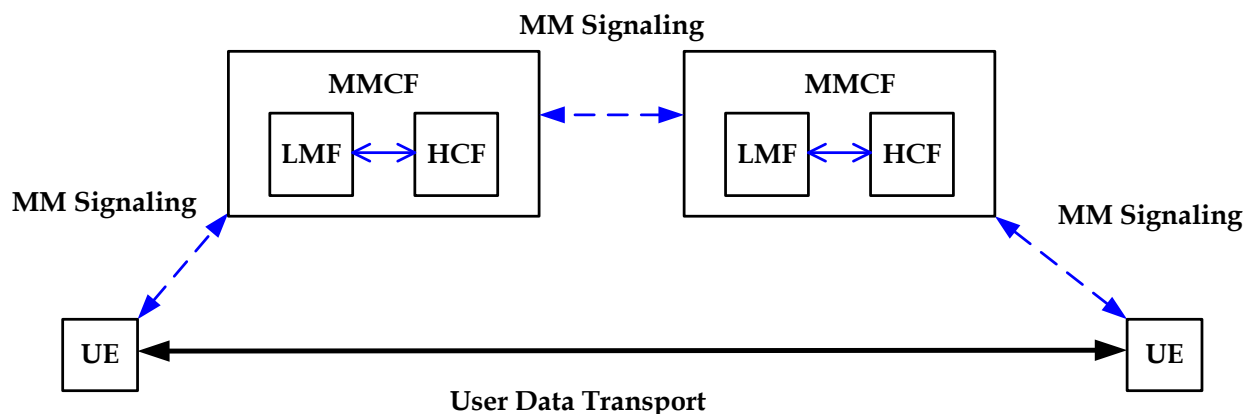 MM Signaling
MMCF
MMCF
LMF
HCF
LMF
HCF
MM Signaling
MM Signaling
UE
UE
User Data Transport